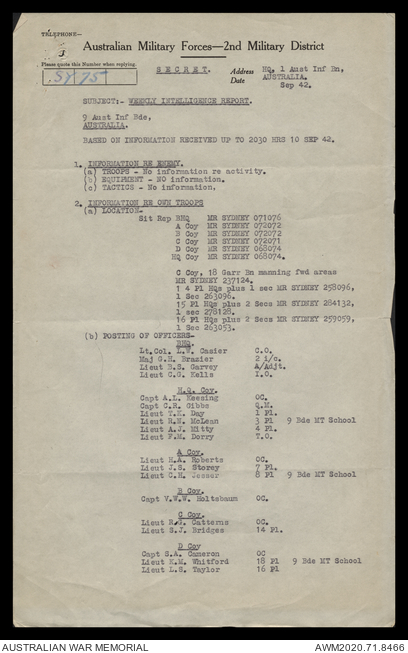 TELEPHONE—
Australian Military Forces—2nd Military District
Please quote this Number when replying.
SY 75
S E C R E T.
Address HQ, 1 Aust Inf Bn,
AUSTRALIA.
Date Sep 42.
SUBJECT:- WEEKLY INTELLIGENCE REPORT.
9 Aust Inf Bde,
AUSTRALIA.
BASED ON INFORMATION RECEIVED UP TO 2030 HRS 10 SEP 42.
1. INFORMATION RE ENEMY.
(a) TROOPS - No information re activity.
(b) EQUIPMENT - NO information.
(c) TACTICS - No information.
2. INFORMATION RE OWN TROOPS
(a) LOCATION-
Sit Rep BHQ MR SYDNEY 071076
A Coy MR SYDNEY 072072
B Coy MR SYDNEY 072072
C Coy MR SYDNEY 072071
D Coy MR SYDNEY 068074
HQ Coy MR SYDNEY 068074.
C Coy, 18 Garr Bn manning fwd areas
MR SYDNEY 237124.
1 4 Pl HQs plus 1 sec MR SYDNEY 258096,
1 Sec 263096.
15 Pl HQs plus 2 Secs MR SYDNEY 284132,
1 sec 278128.
16 Pl HQs plus 2 Secs MR SYDNEY 259059,
1 Sec 263053.
(b) POSTING OF OFFICERS-
BHQ.
Lt.Col. L.W. Casier C.O.
Maj G.H. Brazier 2 i/c.
Lieut B.S. Garvey A/Adjt.
Lieut C.G. Kells I.O.
H.Q. Coy.
Capt A.L. Keesing OC.
Capt C.R. Gibbs Q.M.
Lieut V.K. Day 1 Pl.
Lieut H.N. McLean 3 Pl 9 Bde MT School
Lieut A.J. Mitty 4 Pl.
Lieut F.M. Dorry T.O.
A Coy.
Lieut H.A. Roberts OC.
Lieut J.S. Storey 7 Pl.
Lieut C.H. Jesser 8 Pl 9 Bde MT School
B Coy.
Capt V.W.W. Holtsbaum OC.
C Coy.
Lieut Catterns OC.
Lieut S.J. Bridges 14 Pl.
D Coy
Capt S.A. Cameron OC
Lieut K.M. Whitford 18 Pl 9 Bde MT School
Lieut L.S. Taylor 16 Pl
AUSTRALIAN WAR MEMORIAL
AWM2020.71.8466